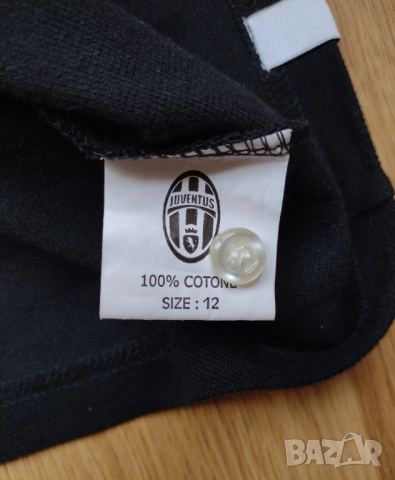 JUVENTUS
100% COTONE
SIZE : 12
BAZAR